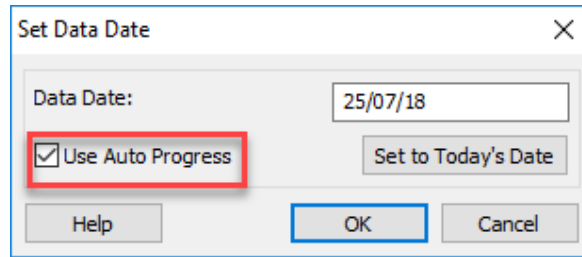 Set Data Date
Data Date: 25/07/18
Use Auto Progress Set to Today's Date
Help OK Cancel